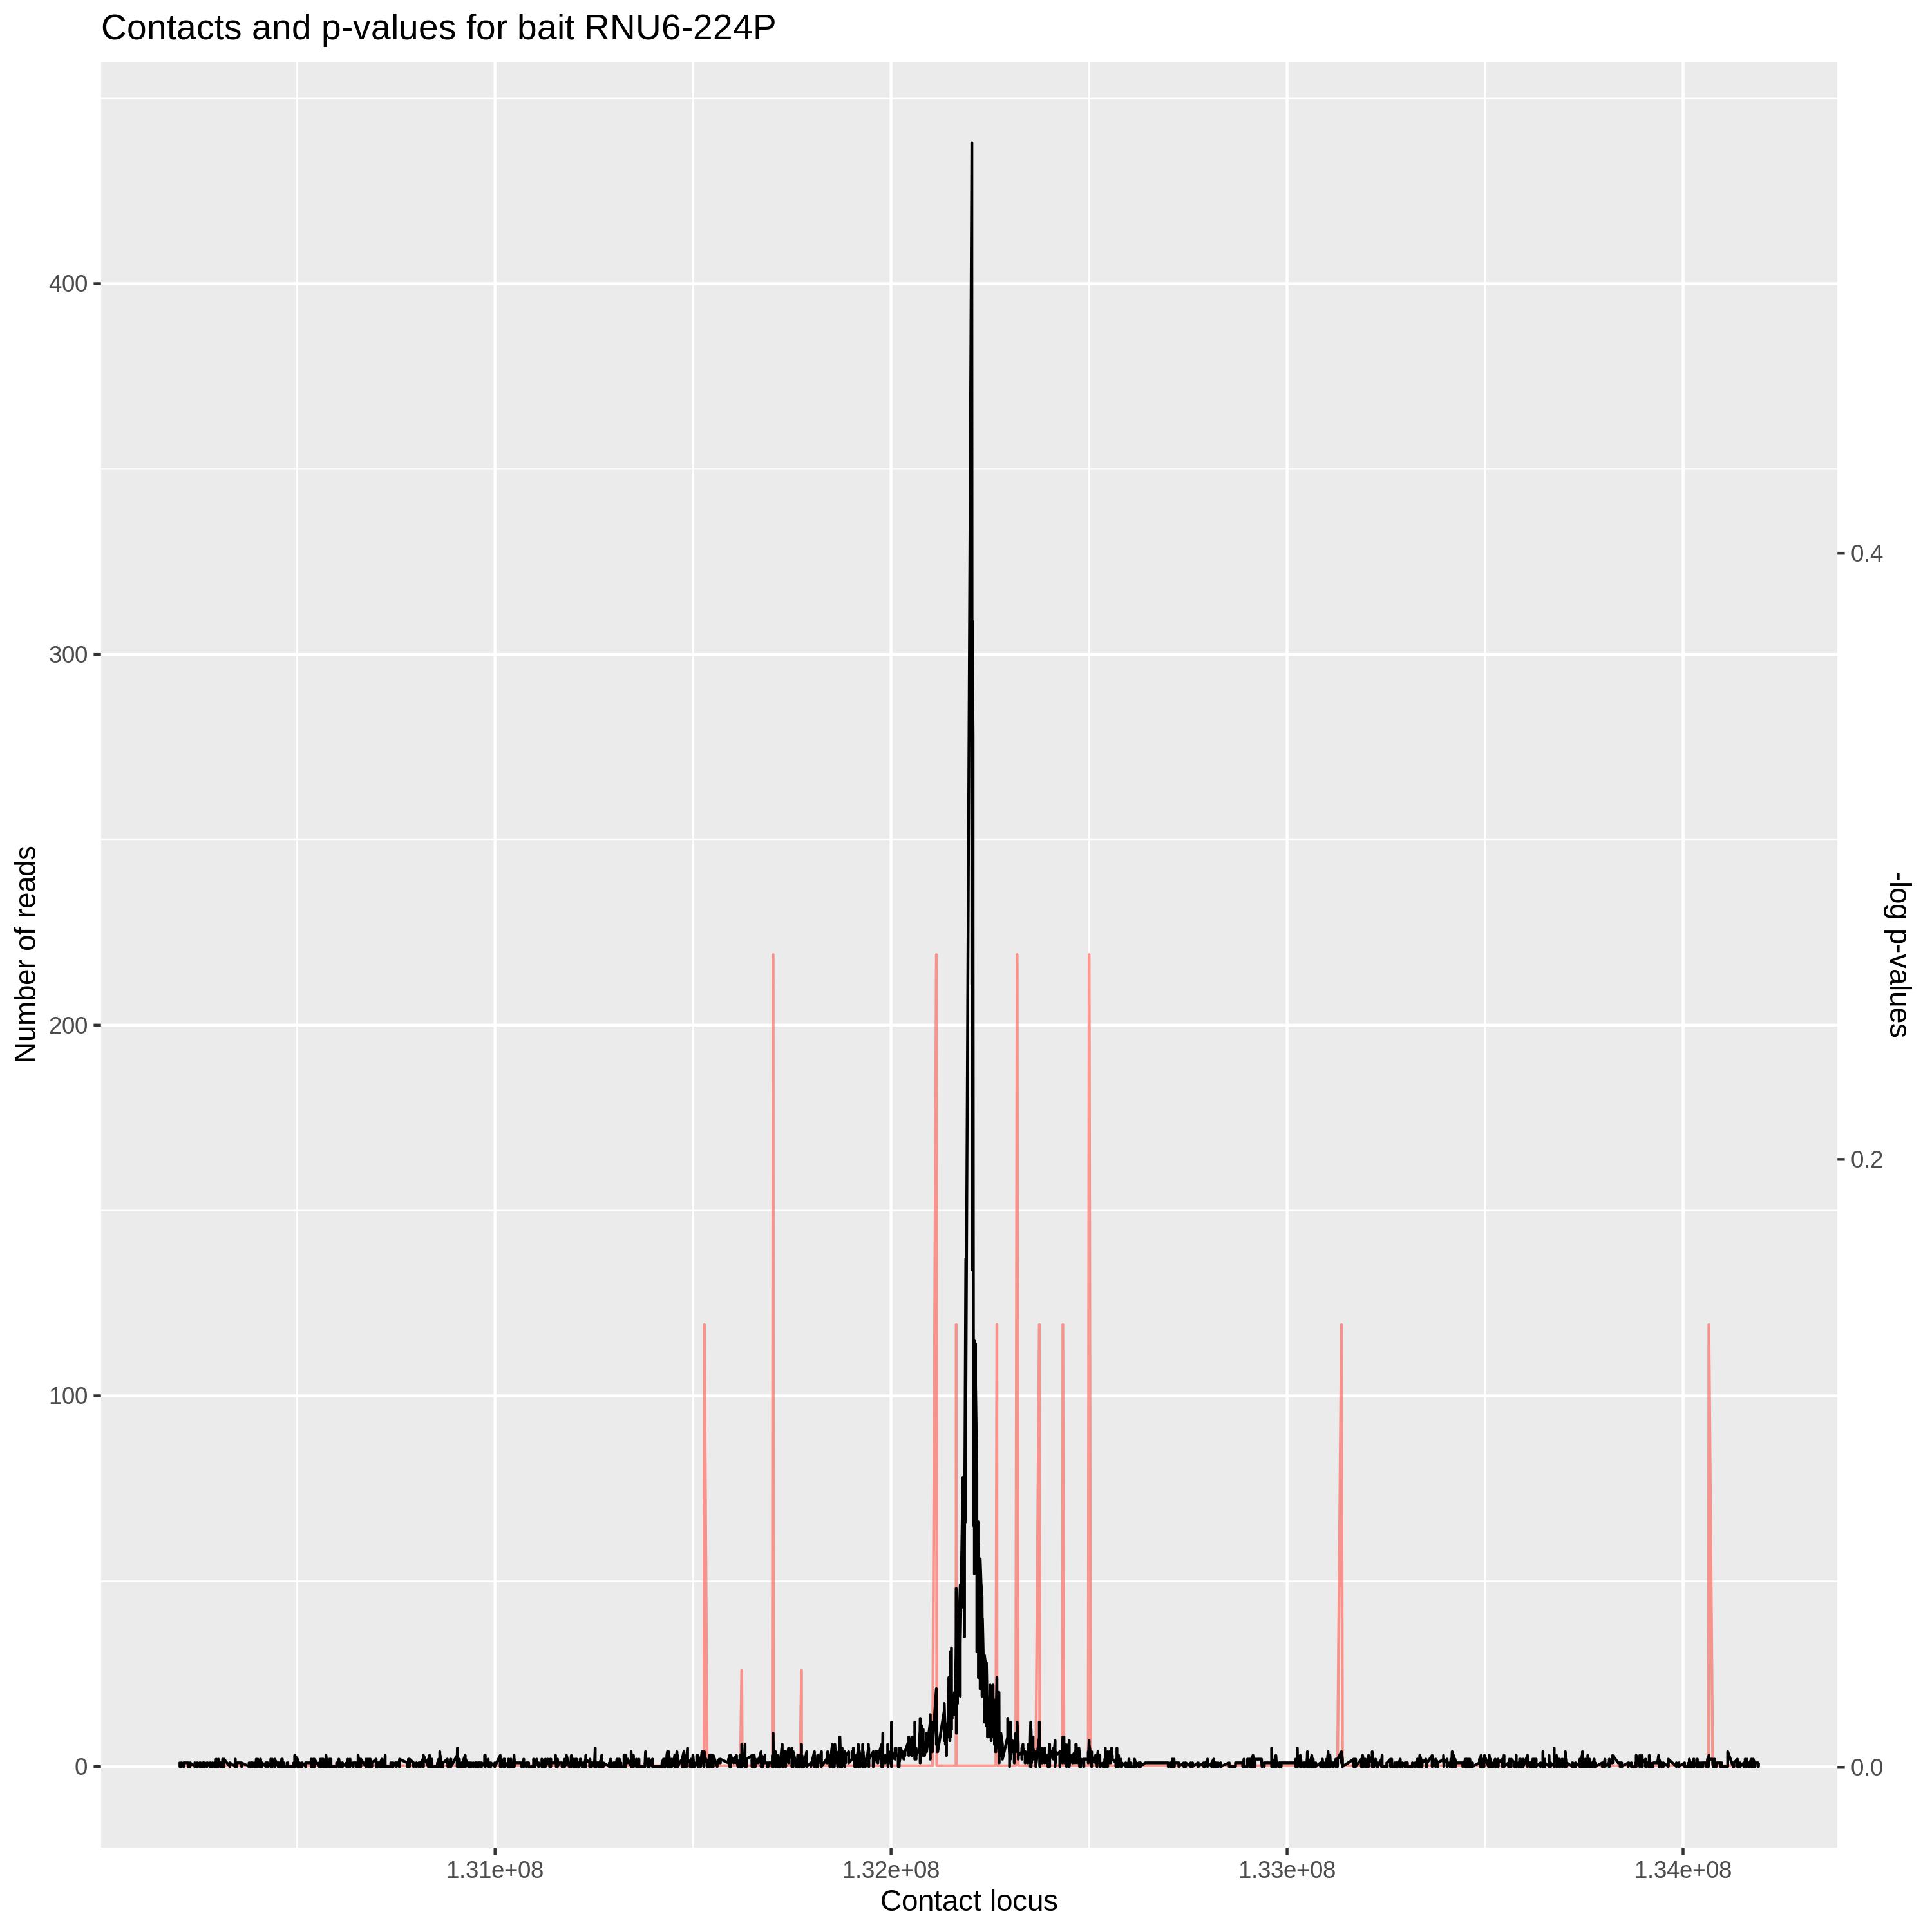 Contacts and p-values for bait RNU6-224P
400
300
200
100
0
Number of reads
0.4
0.2
0.0
-log p-values
1.31e+08
1.32e+08
1.33e+08
1.34e+08
Contact locus